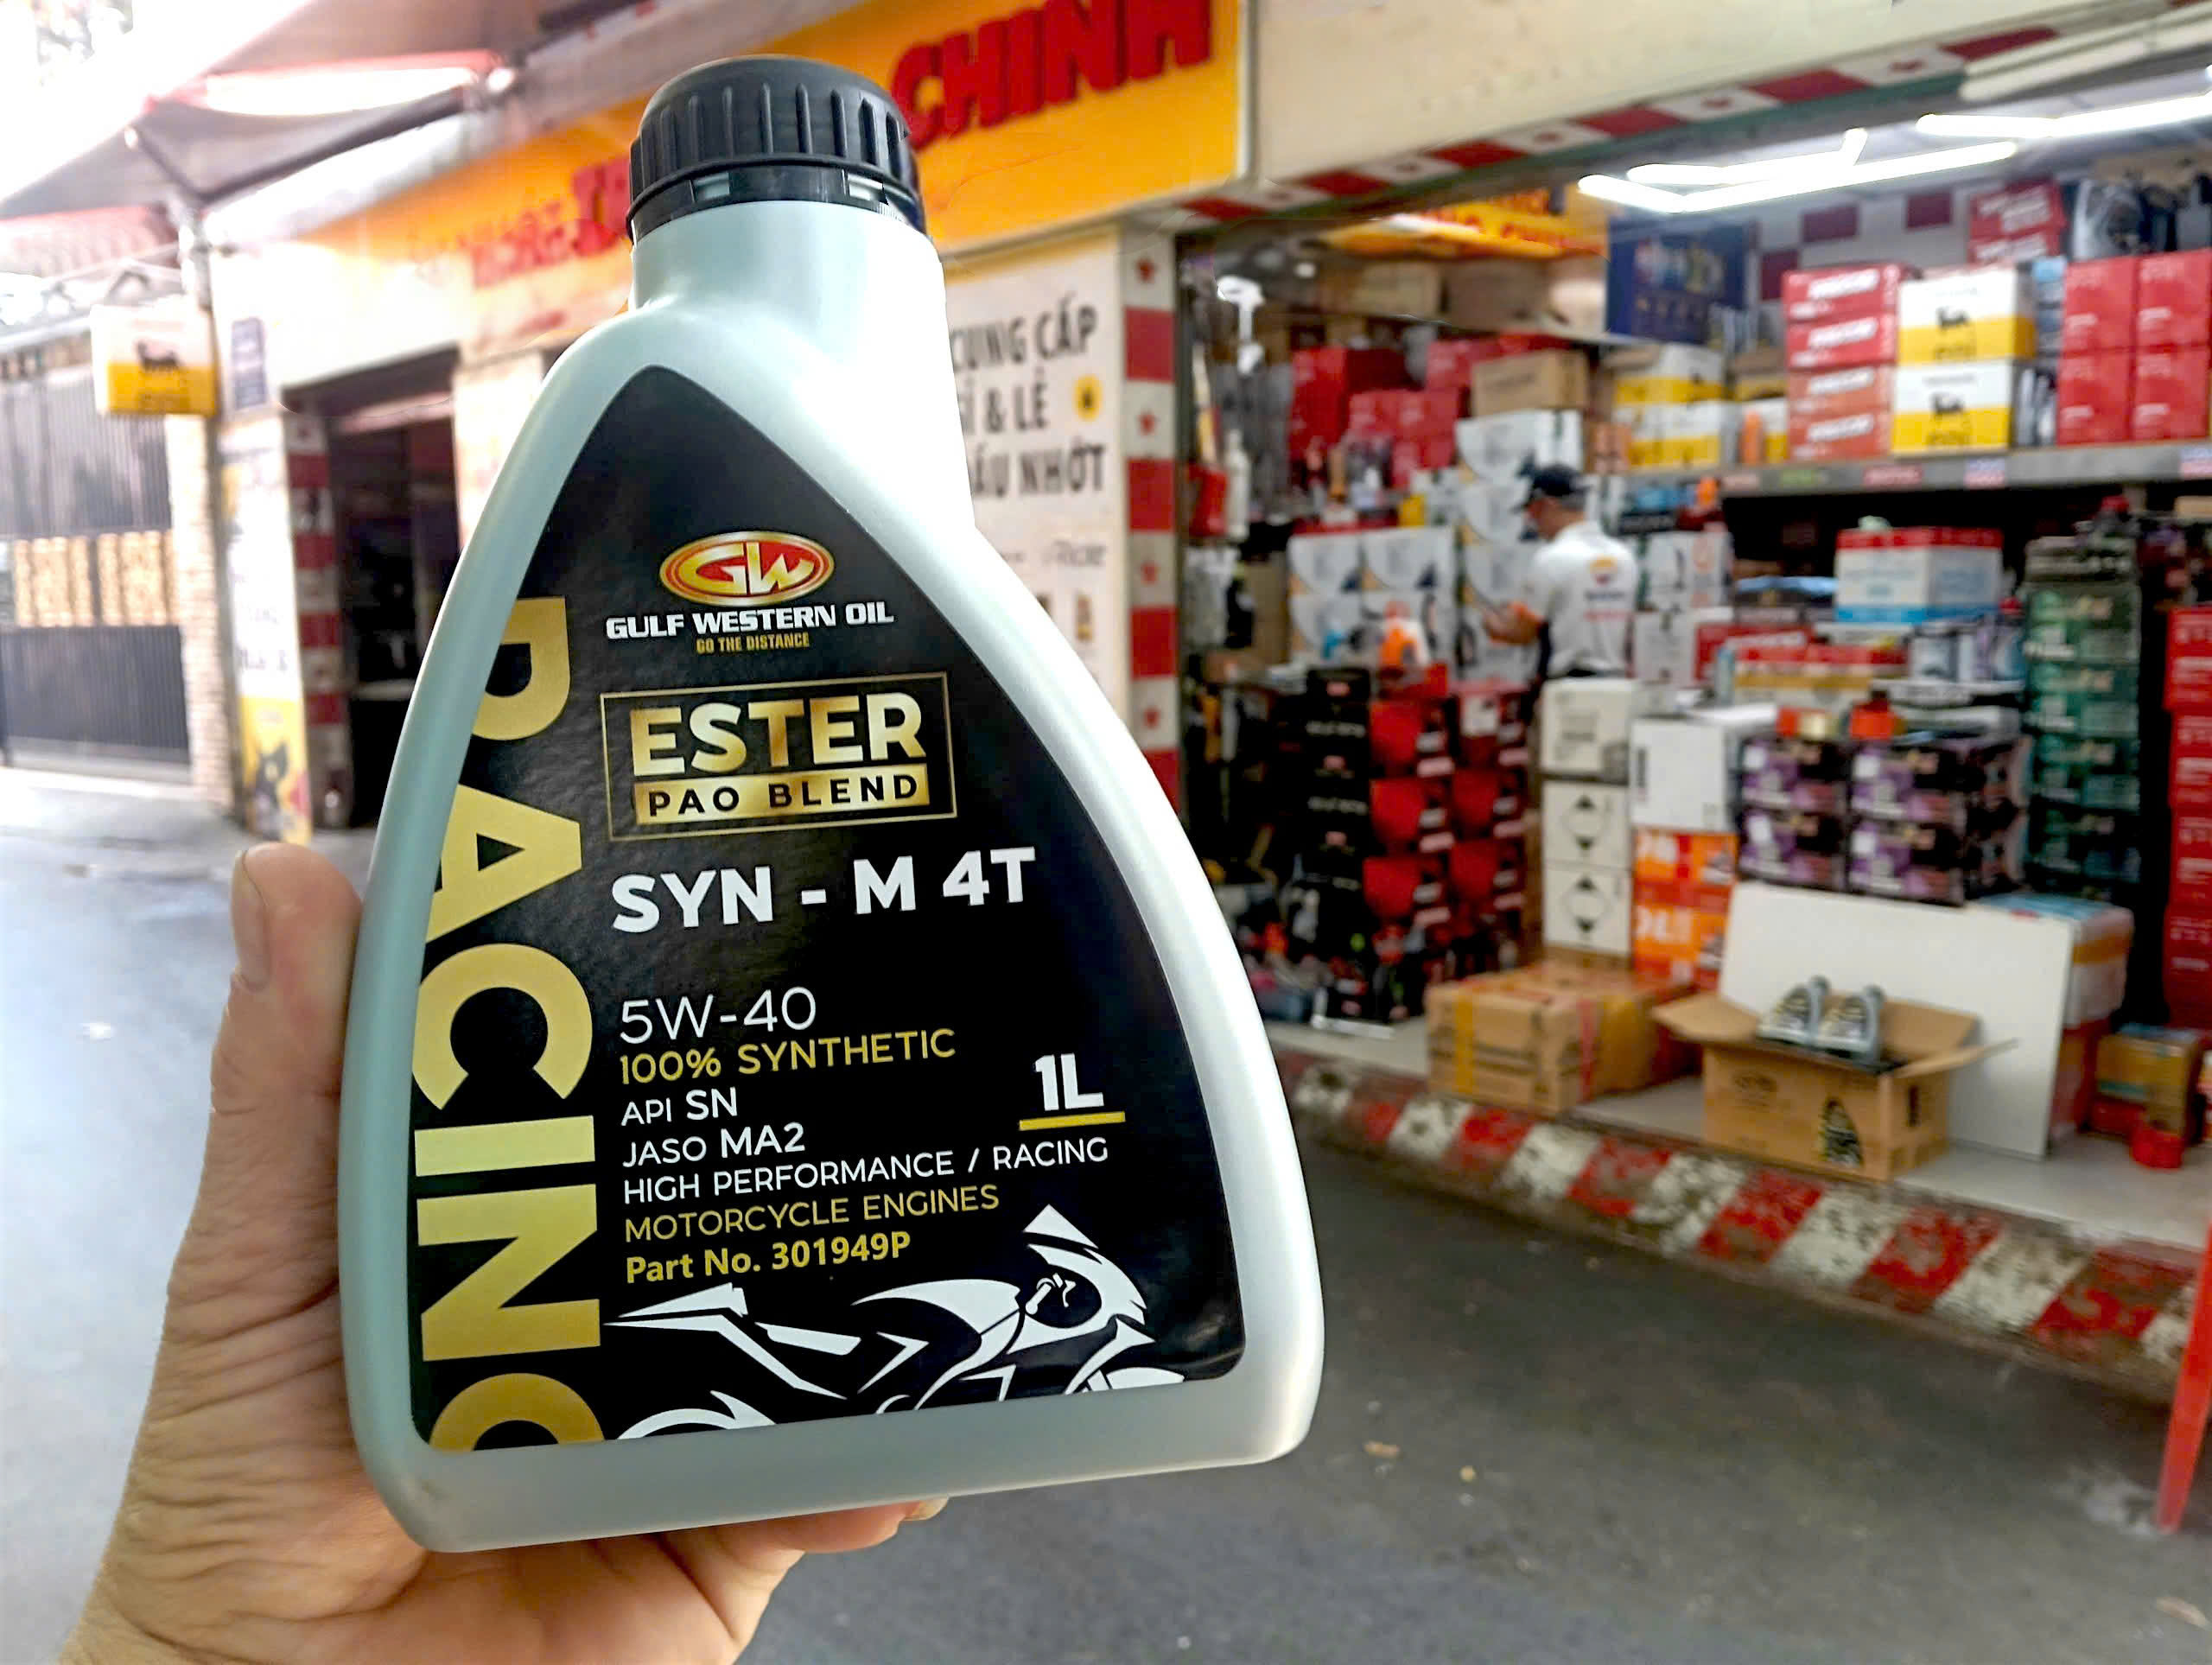 CHINH
CUNG CẤP
SỈ & LẺ
DẦU NHỚT
GW
GULF WESTERN OIL
GO THE DISTANCE
RACING
ESTER
PAO BLEND
SYN - M 4T
5W-40
100% SYNTHETIC
API SN
1L
JASO MA2
HIGH PERFORMANCE / RACING
MOTORCYCLE ENGINES
Part No. 301949P